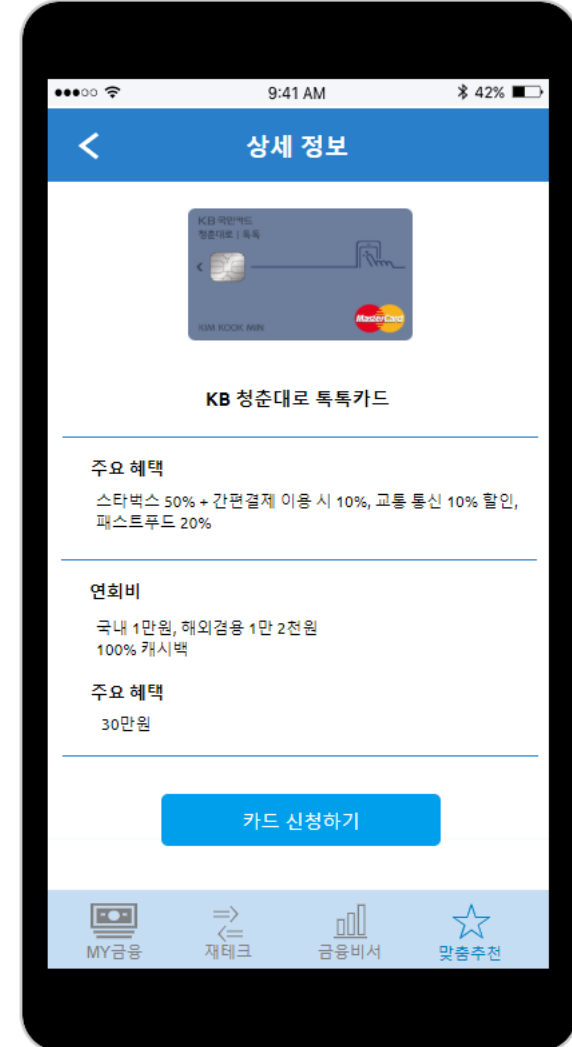 9:41 AM
42%
상세 정보
KB 국민카드
청춘대로 | 톡톡
MasterCard
KIM KOOK MIN
KB 청춘대로 톡톡카드
주요 혜택
스타벅스 50% + 간편결제 이용 시 10%, 교통 통신 10% 할인,
패스트푸드 20%
연회비
국내 1만원, 해외겸용 1만 2천원
100% 캐시백
주요 혜택
30만원
카드 신청하기
MY금융 재테크 금융비서 맞춤추천